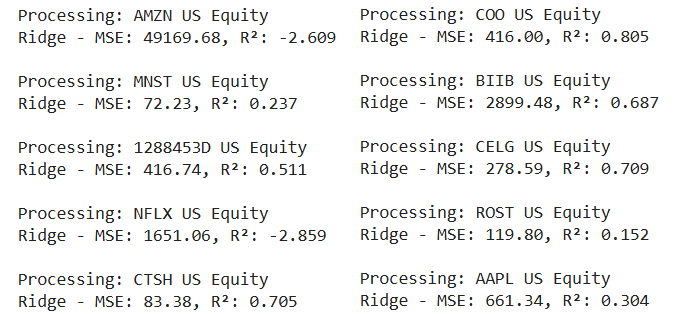 Processing: AMZN US Equity
Ridge - MSE: 49169.68, R²: -2.609
Processing: MNST US Equity
Ridge - MSE: 72.23, R²: 0.237
Processing: 1288453D US Equity
Ridge - MSE: 416.74, R²: 0.511
Processing: NFLX US Equity
Ridge - MSE: 1651.06, R²: -2.859
Processing: CTSH US Equity
Ridge - MSE: 83.38, R²: 0.705
Processing: COO US Equity
Ridge - MSE: 416.00, R²: 0.805
Processing: BIIB US Equity
Ridge - MSE: 2899.48, R²: 0.687
Processing: CELG US Equity
Ridge - MSE: 278.59, R²: 0.709
Processing: ROST US Equity
Ridge - MSE: 119.80, R²: 0.152
Processing: AAPL US Equity
Ridge - MSE: 661.34, R²: 0.304